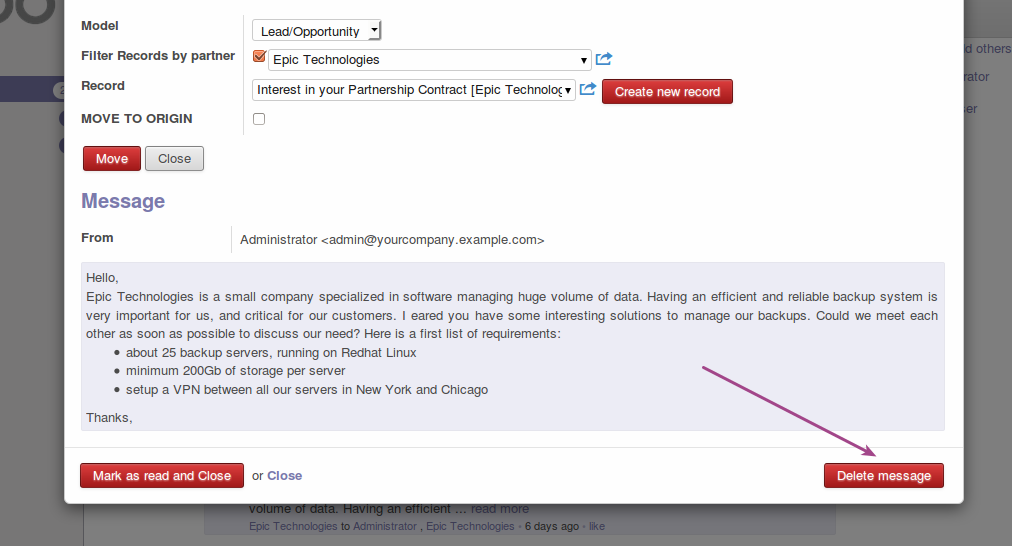 Model
Lead/Opportunity
Filter Records by partner
Epic Technologies
Record
Interest in your Partnership Contract [Epic Technolog
Create new record
MOVE TO ORIGIN
Move
Close
Message
From
Administrator <admin@yourcompany.example.com>
Hello,
Epic Technologies is a small company specialized in software managing huge volume of data. Having an efficient and reliable backup system is
very important for us, and critical for our customers. I eared you have some interesting solutions to manage our backups. Could we meet each
other as soon as possible to discuss our need? Here is a first list of requirements:
• about 25 backup servers, running on Redhat Linux
• minimum 200Gb of storage per server
• setup a VPN between all our servers in New York and Chicago
Thanks,
Mark as read and Close or Close
Delete message
volume of data. Having an efficient ... read more
Epic Technologies to Administrator , Epic Technologies · 6 days ago · like
others